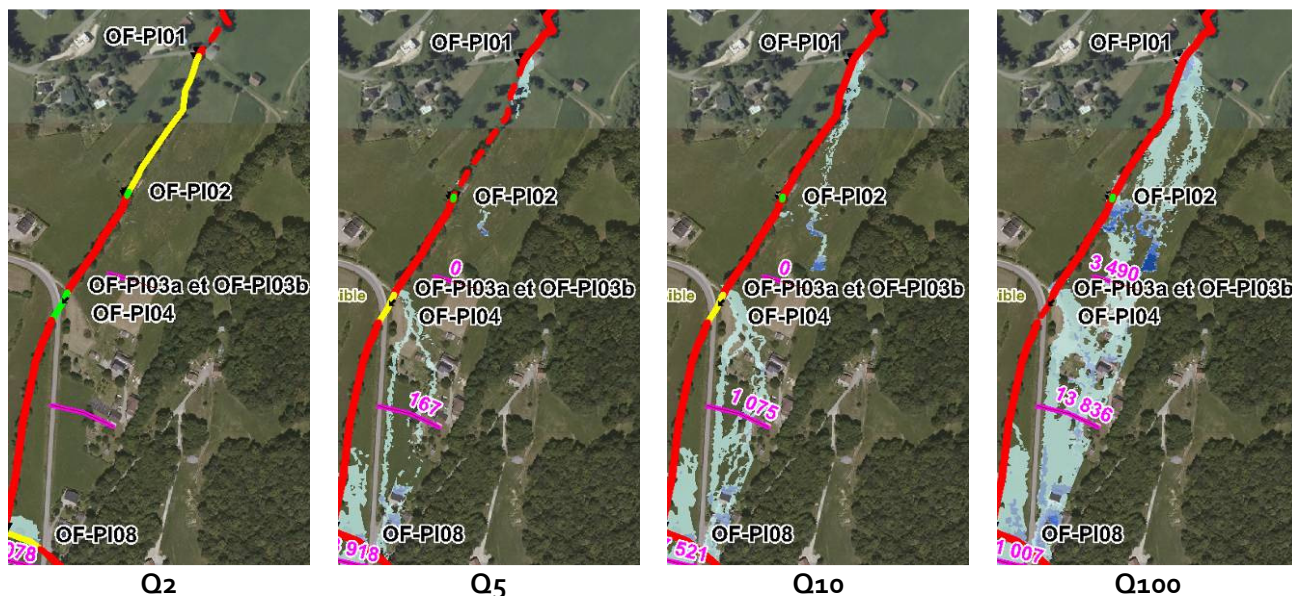 OF-PI01
OF-PI02
OF-PI03a et OF-PI03b
OF-PI04
OF-PI08
078
Q2
OF-PI01
OF-PI02
0
OF-PI03a et OF-PI03b
OF-PI04
167
OF-PI08
918
Q5
OF-PI01
OF-PI02
0
OF-PI03a et OF-PI03b
sible
OF-PI04
1 075
OF-PI08
521
Q10
OF-PI01
OF-PI02
3 490
OF-PI03a et OF-PI03b
sible
OF-PI04
13 836
OF-PI08
1 007
Q100